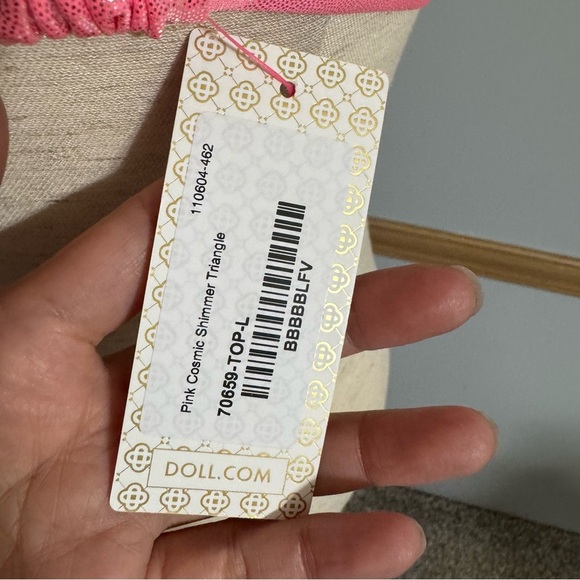 110604-462
Pink Cosmic Shimmer Triangle
70659-TOP-L
BBBBBLFV
DOLL.COM